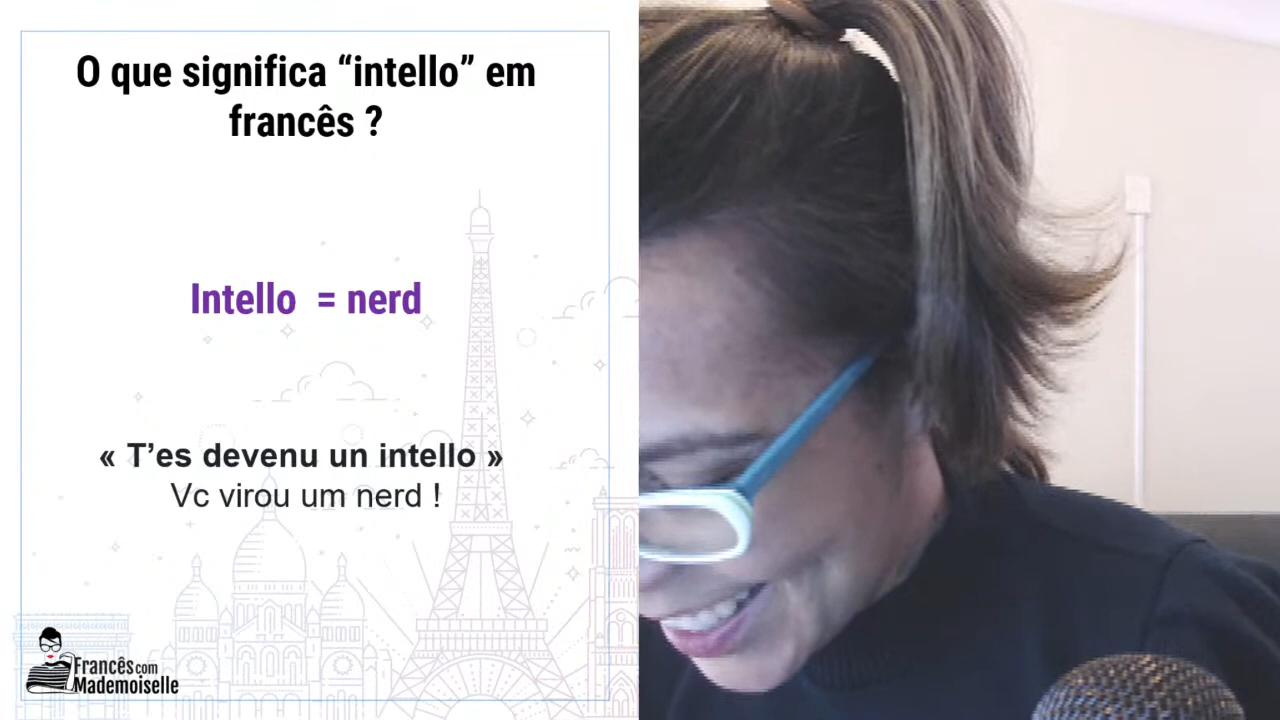 O que significa “intello” em
francês ?
Intello = nerd
« T’es devenu un intello »
Vc virou um nerd !
Francês com
Mademoiselle